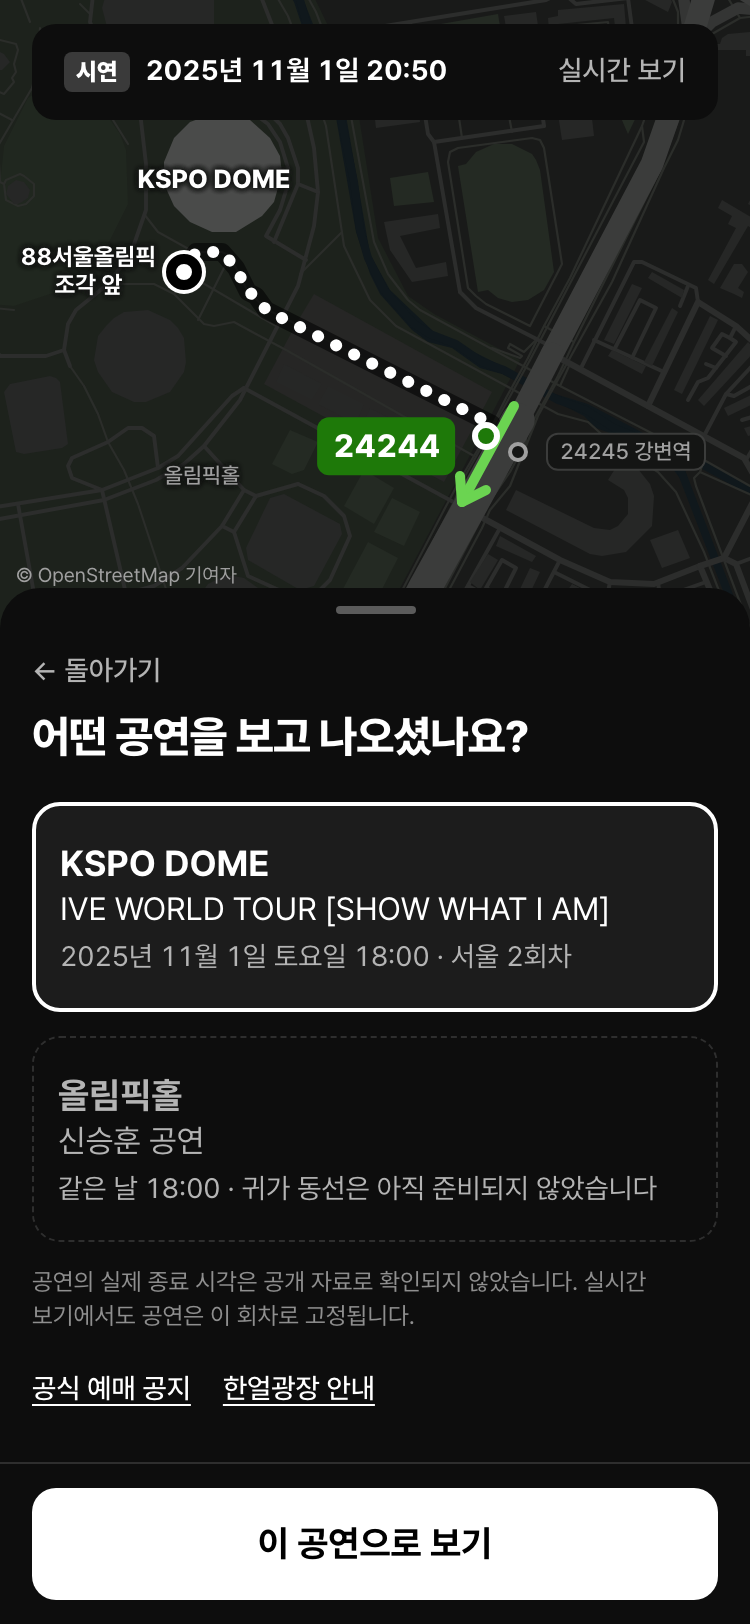 시연 2025년 11월 1일 20:50 실시간 보기
KSPO DOME
88서울올림픽
조각 앞
24244
24245 강변역
올림픽홀
© OpenStreetMap 기여자
← 돌아가기
어떤 공연을 보고 나오셨나요?
KSPO DOME
IVE WORLD TOUR [SHOW WHAT I AM]
2025년 11월 1일 토요일 18:00 · 서울 2회차
올림픽홀
신승훈 공연
같은 날 18:00 · 귀가 동선은 아직 준비되지 않았습니다
공연의 실제 종료 시각은 공개 자료로 확인되지 않았습니다. 실시간
보기에서도 공연은 이 회차로 고정됩니다.
공식 예매 공지 한얼광장 안내
이 공연으로 보기